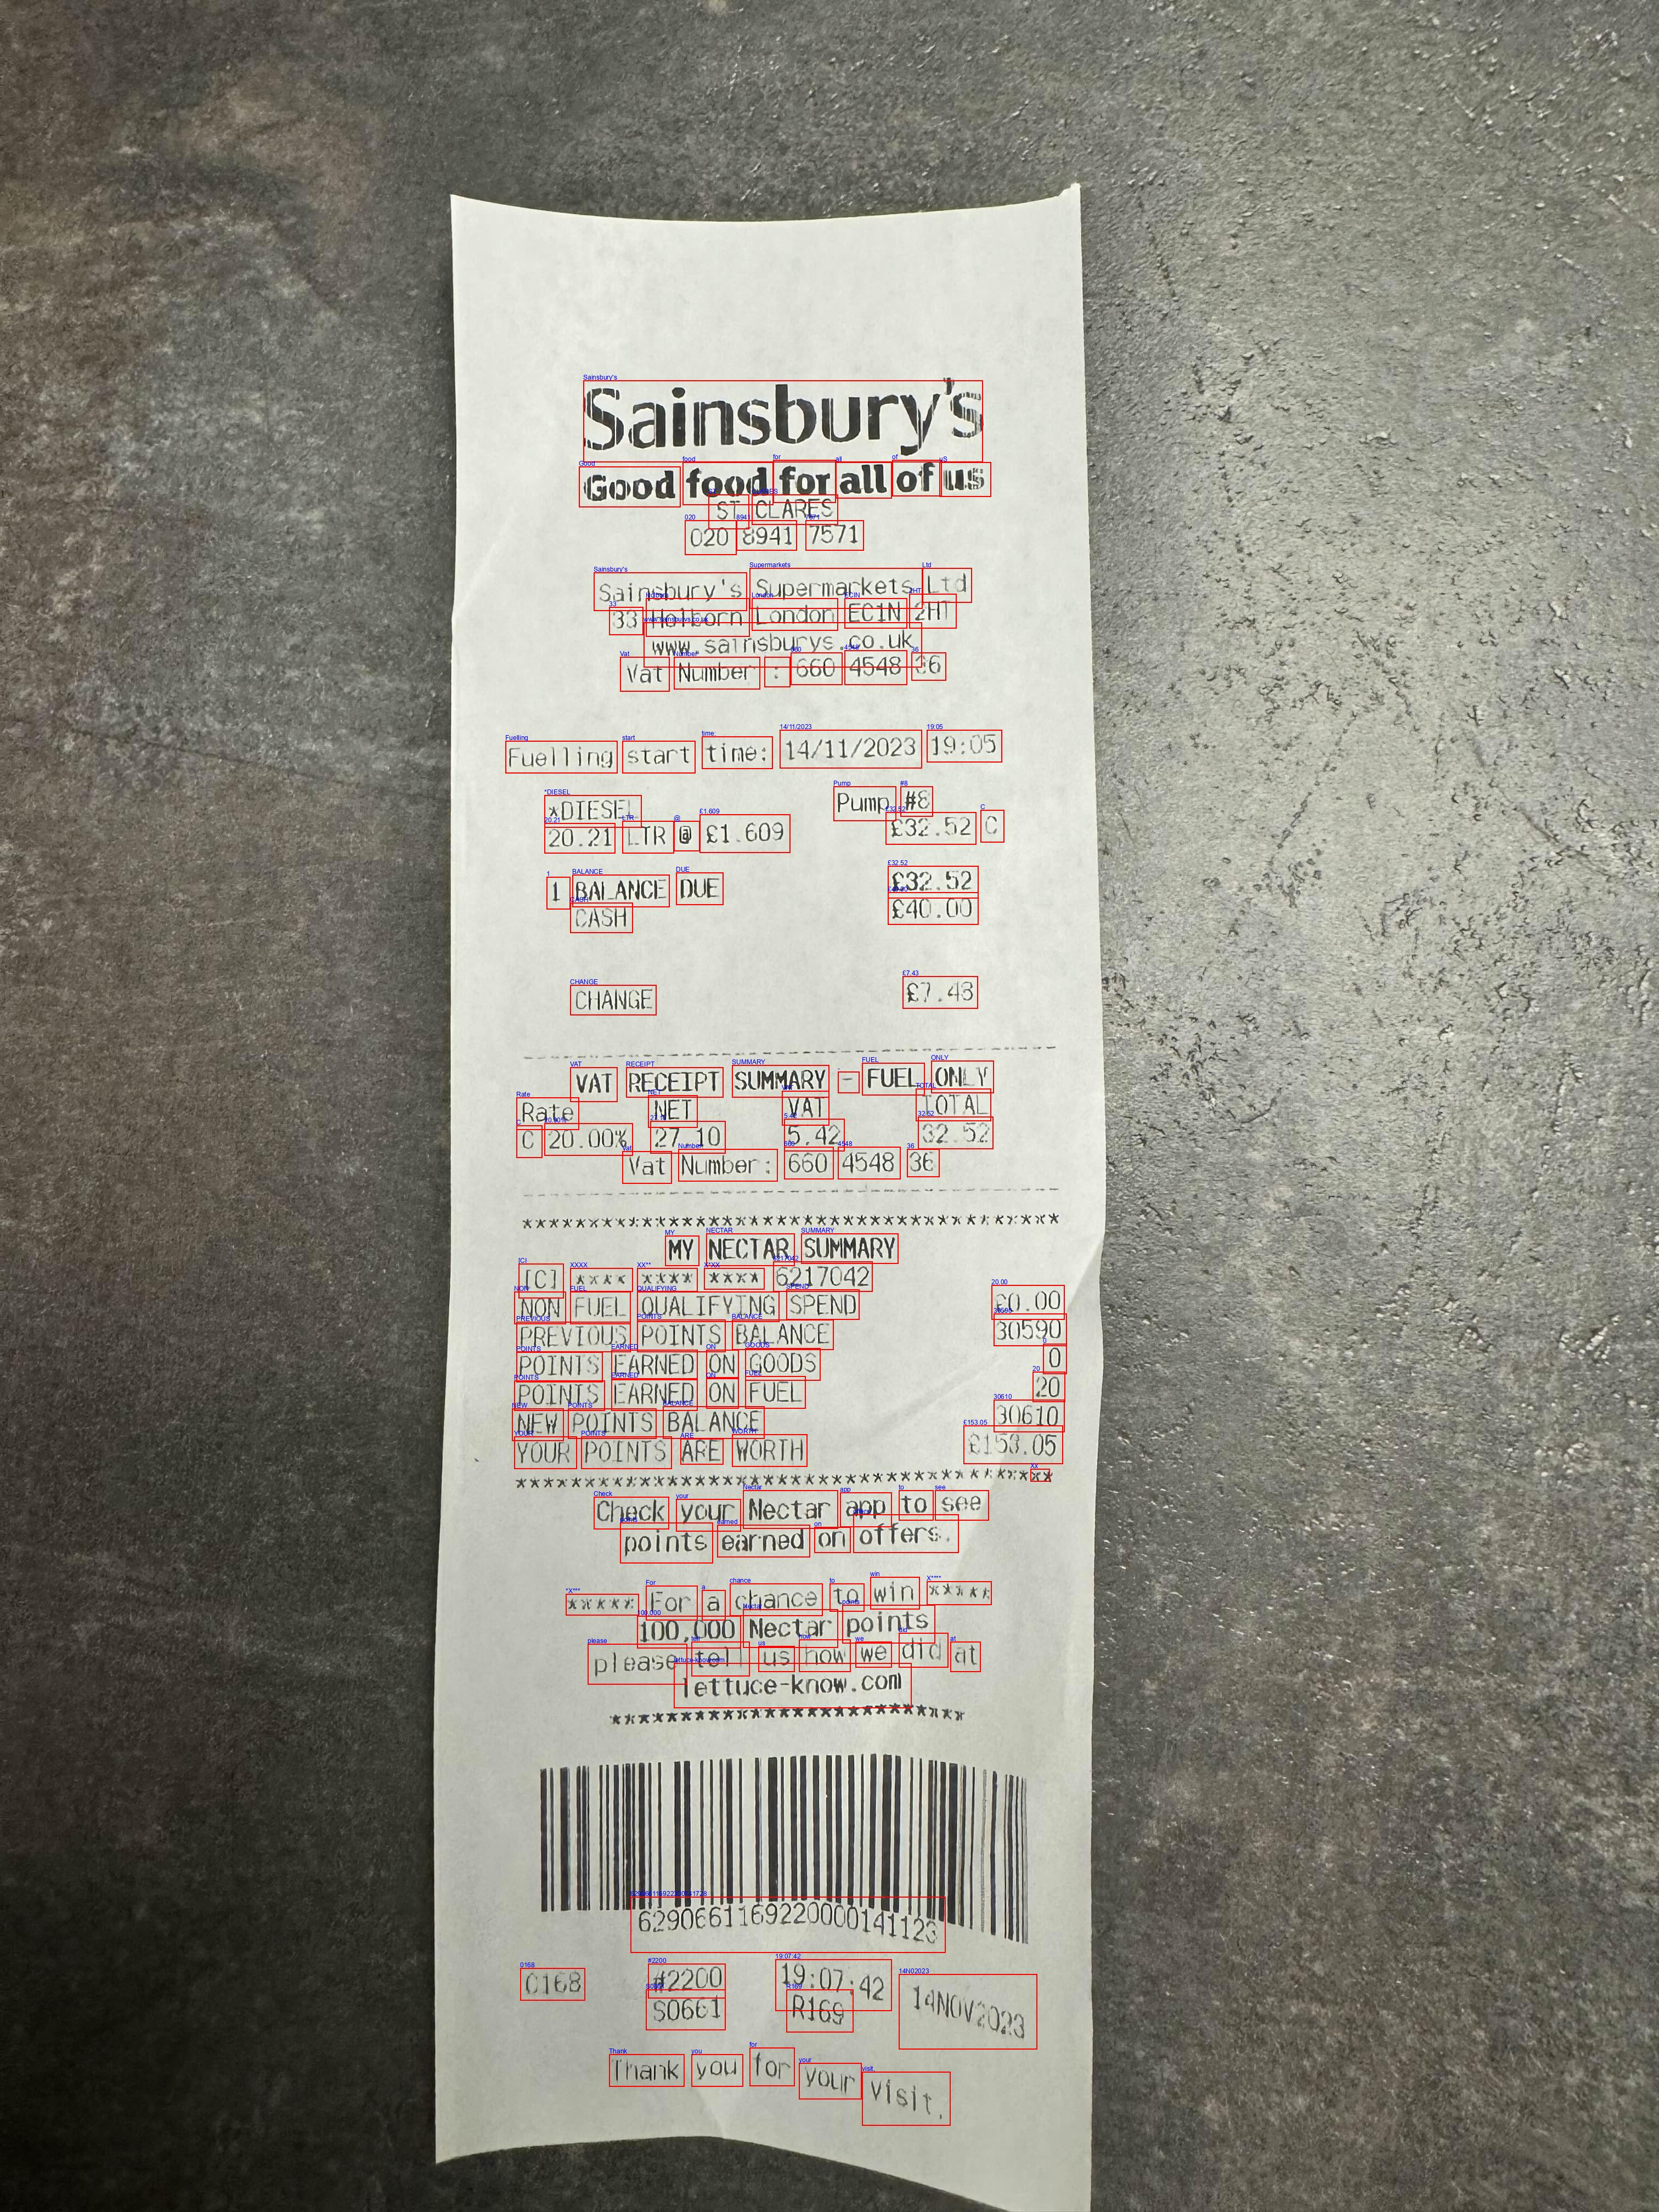 Sainsbury's
Good food for all of us
ST CLARES
020 8941 7571
Sainsbury's Supermarkets Ltd
33 Holborn London EC1N 2HT
www.sainsburys.co.uk
Vat Number : 660 4548 36
Fuelling start time: 14/11/2023 19:05
*DIESEL Pump #8
20.21 LTR @ £1.609 £32.52 C
1 BALANCE DUE £32.52
CASH £40.00
CHANGE £7.48
VAT RECEIPT SUMMARY - FUEL ONLY
Rate NET VAT TOTAL
C 20.00% 27.10 5.42 32.52
Vat Number: 660 4548 36
****************************************
MY NECTAR SUMMARY
[C] **** **** **** 6217042
NON FUEL QUALIFYING SPEND £0.00
PREVIOUS POINTS BALANCE 30590
POINTS EARNED ON GOODS 0
POINTS EARNED ON FUEL 20
NEW POINTS BALANCE 30610
YOUR POINTS ARE WORTH £153.05
****************************************
Check your Nectar app to see
points earned on offers.
***** For a chance to win *****
100,000 Nectar points
please tell us how we did at
lettuce-know.com
*************************
6290661169220000141123
0168 #2200 19:07:42 14NOV2023
S0661 R169
Thank you for your visit.